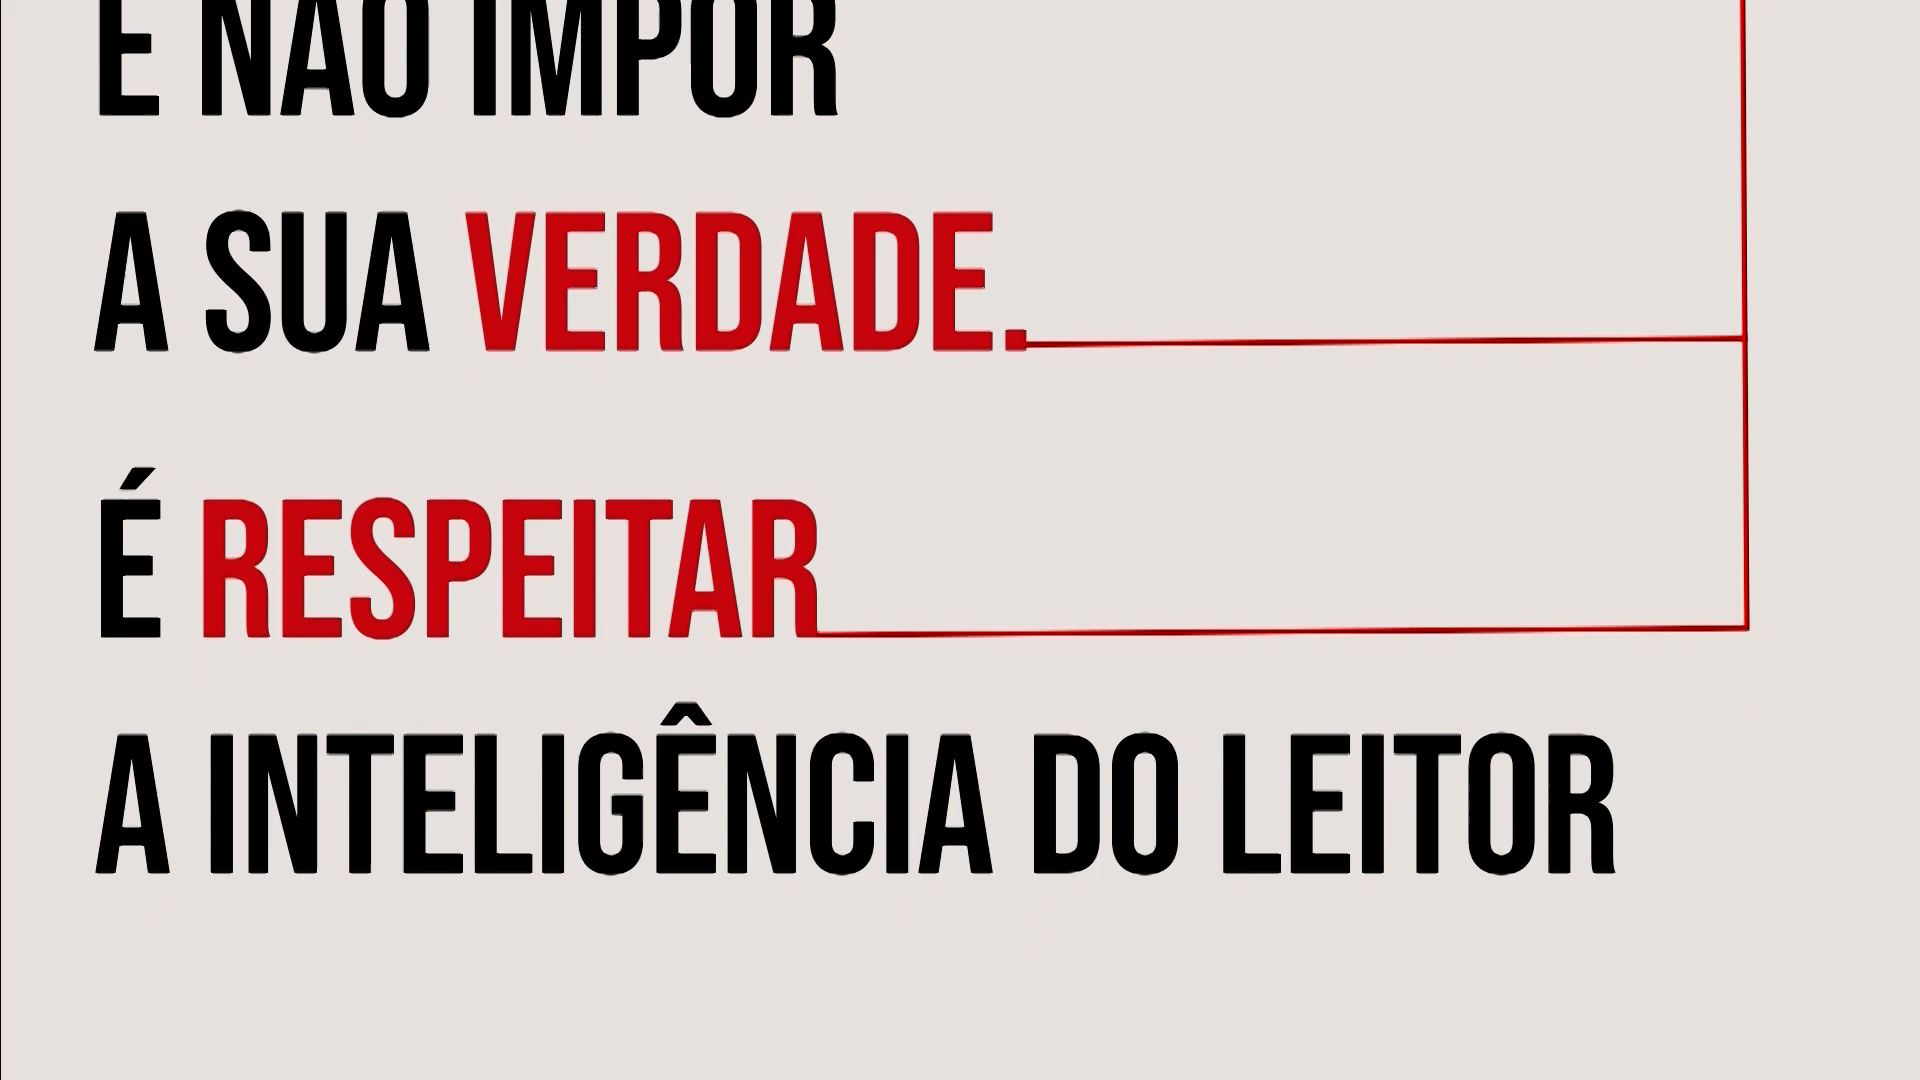 E NÃO IMPOR
A SUA VERDADE.
É RESPEITAR
A INTELIGÊNCIA DO LEITOR